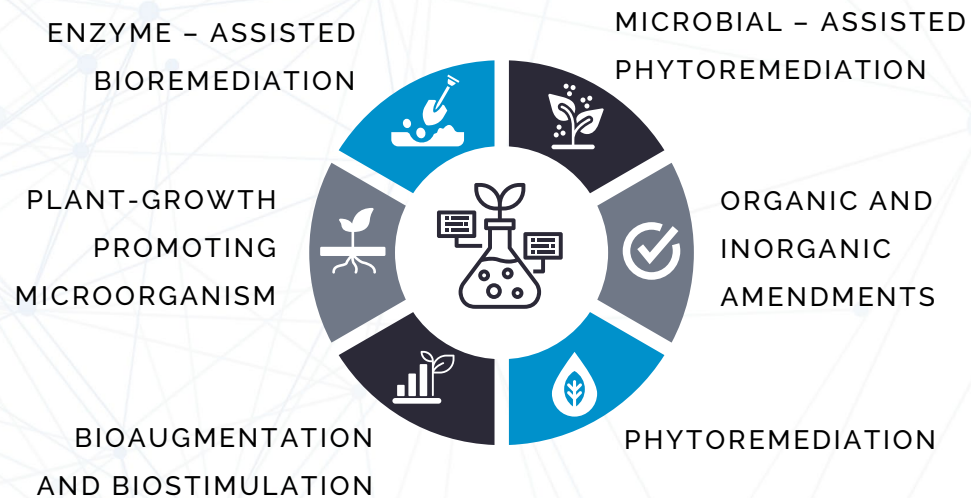 ENZYME – ASSISTED
BIOREMEDIATION
MICROBIAL – ASSISTED
PHYTOREMEDIATION
PLANT-GROWTH
PROMOTING
MICROORGANISM
ORGANIC AND
INORGANIC
AMENDMENTS
BIOAUGMENTATION
AND BIOSTIMULATION
PHYTOREMEDIATION